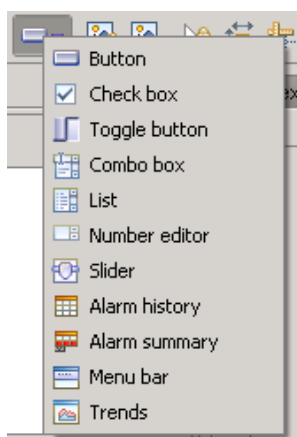 Button
Check box
Toggle button
Combo box
List
Number editor
Slider
Alarm history
Alarm summary
Menu bar
Trends